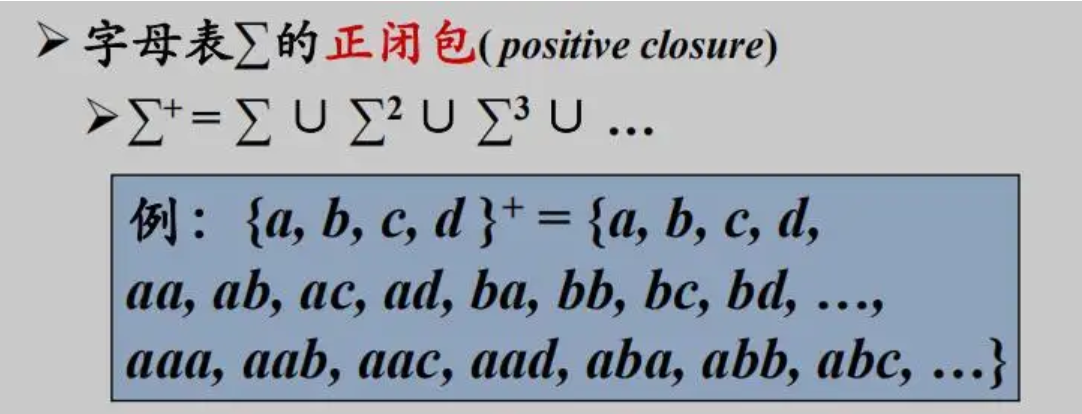 ➢ 字母表∑的正闭包(positive closure)
➢ ∑⁺ = ∑ ∪ ∑² ∪ ∑³ ∪ …
例：{a, b, c, d }⁺ = {a, b, c, d,
aa, ab, ac, ad, ba, bb, bc, bd, …,
aaa, aab, aac, aad, aba, abb, abc, …}